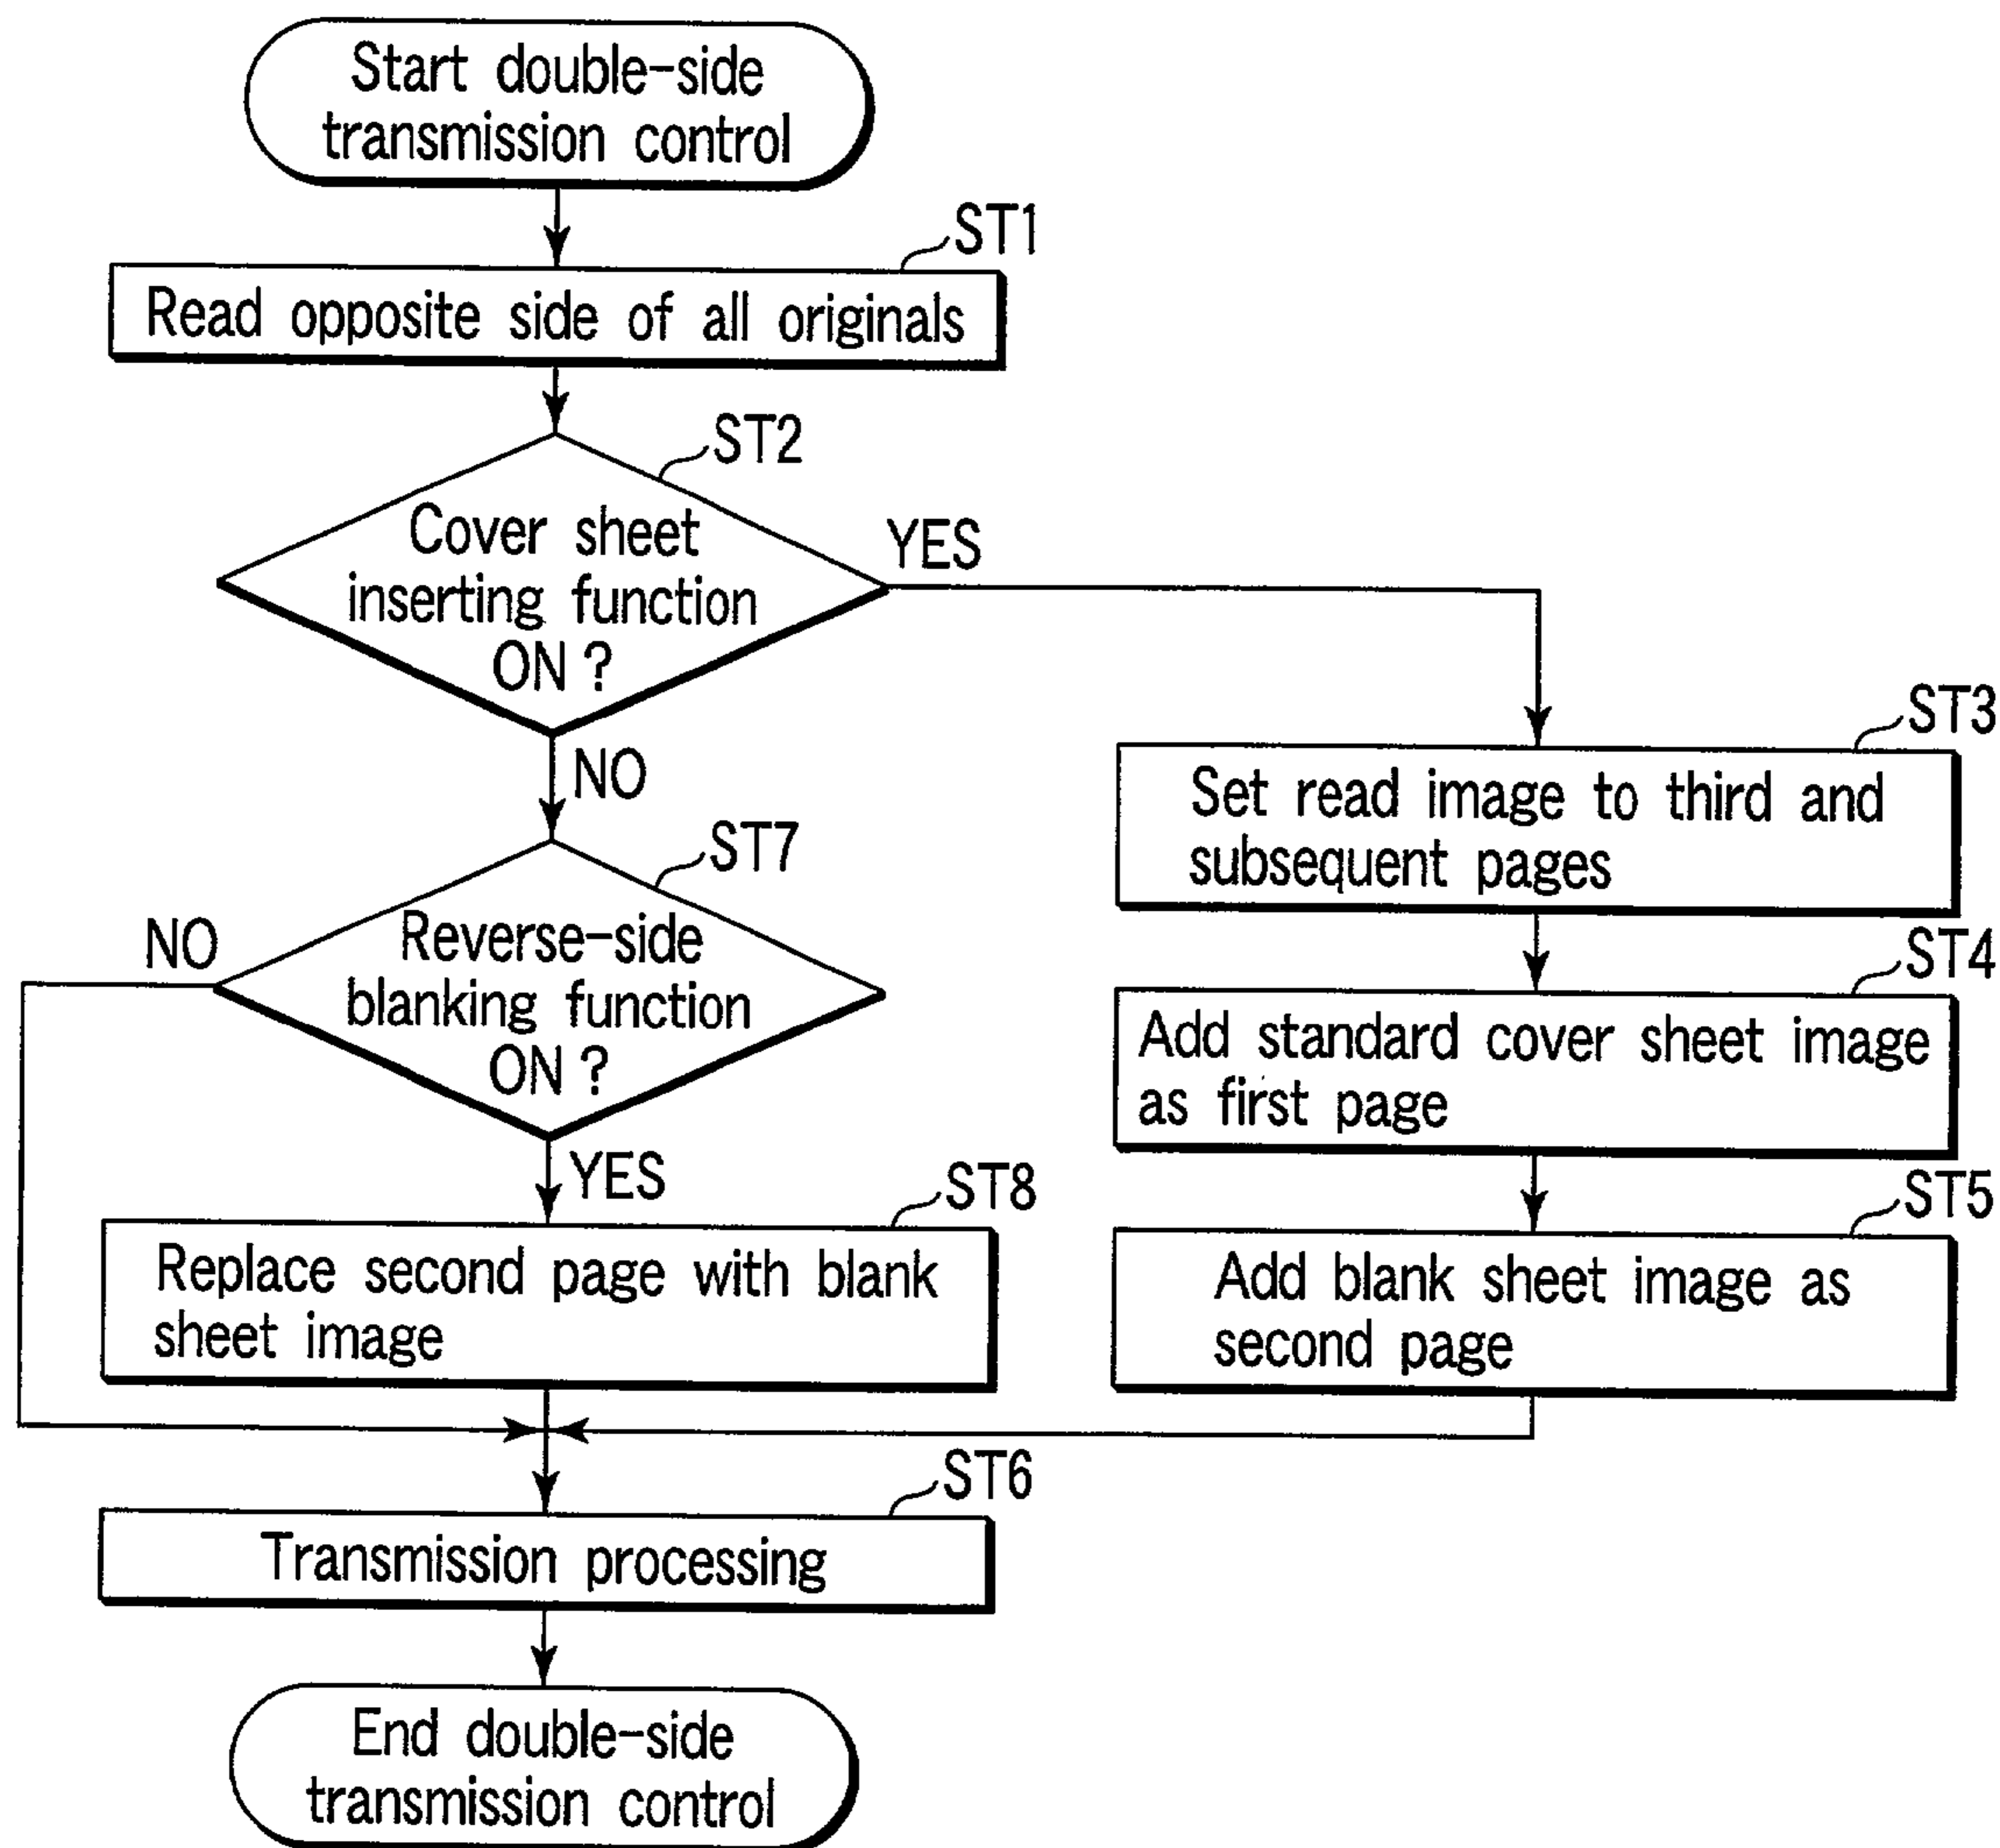 Start double-side
transmission control
ST1
Read opposite side of all originals
ST2
Cover sheet
inserting function
ON ?
YES
NO
ST3
Set read image to third and
subsequent pages
ST7
Reverse-side
blanking function
ON ?
NO
YES
ST4
Add standard cover sheet image
as first page
ST8
Replace second page with blank
sheet image
ST5
Add blank sheet image as
second page
ST6
Transmission processing
End double-side
transmission control